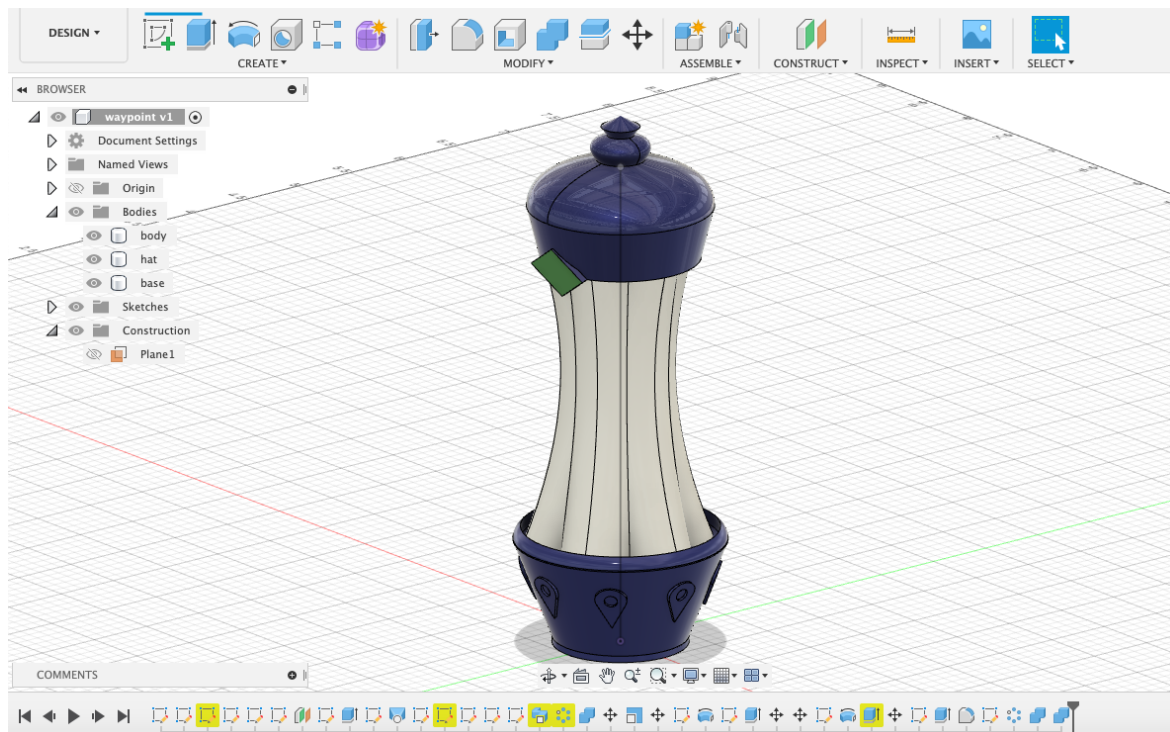 DESIGN ▾
CREATE ▾
MODIFY ▾
ASSEMBLE ▾
CONSTRUCT ▾
INSPECT ▾
INSERT ▾
SELECT ▾
BROWSER
waypoint v1
Document Settings
Named Views
Origin
Bodies
body
hat
base
Sketches
Construction
Plane1
COMMENTS